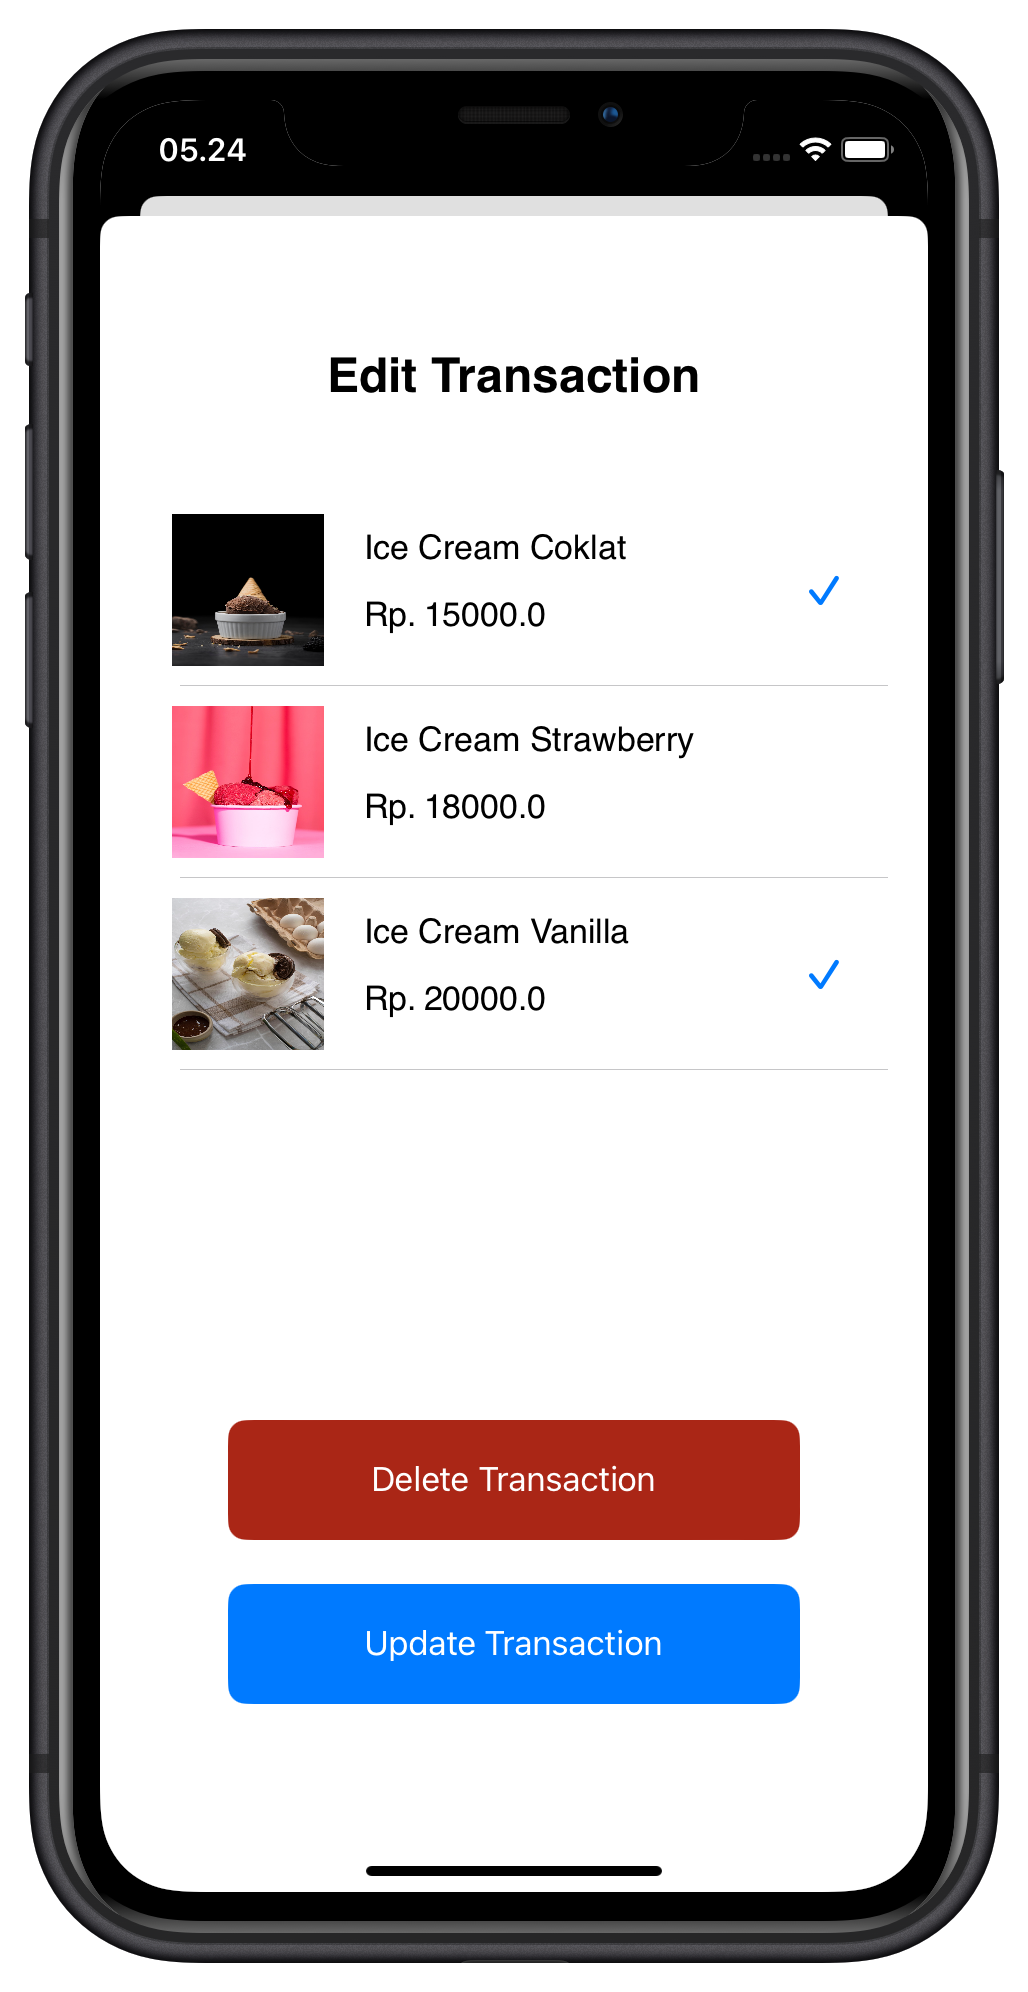 05.24
Edit Transaction
Ice Cream Coklat
Rp. 15000.0
Ice Cream Strawberry
Rp. 18000.0
Ice Cream Vanilla
Rp. 20000.0
Delete Transaction
Update Transaction